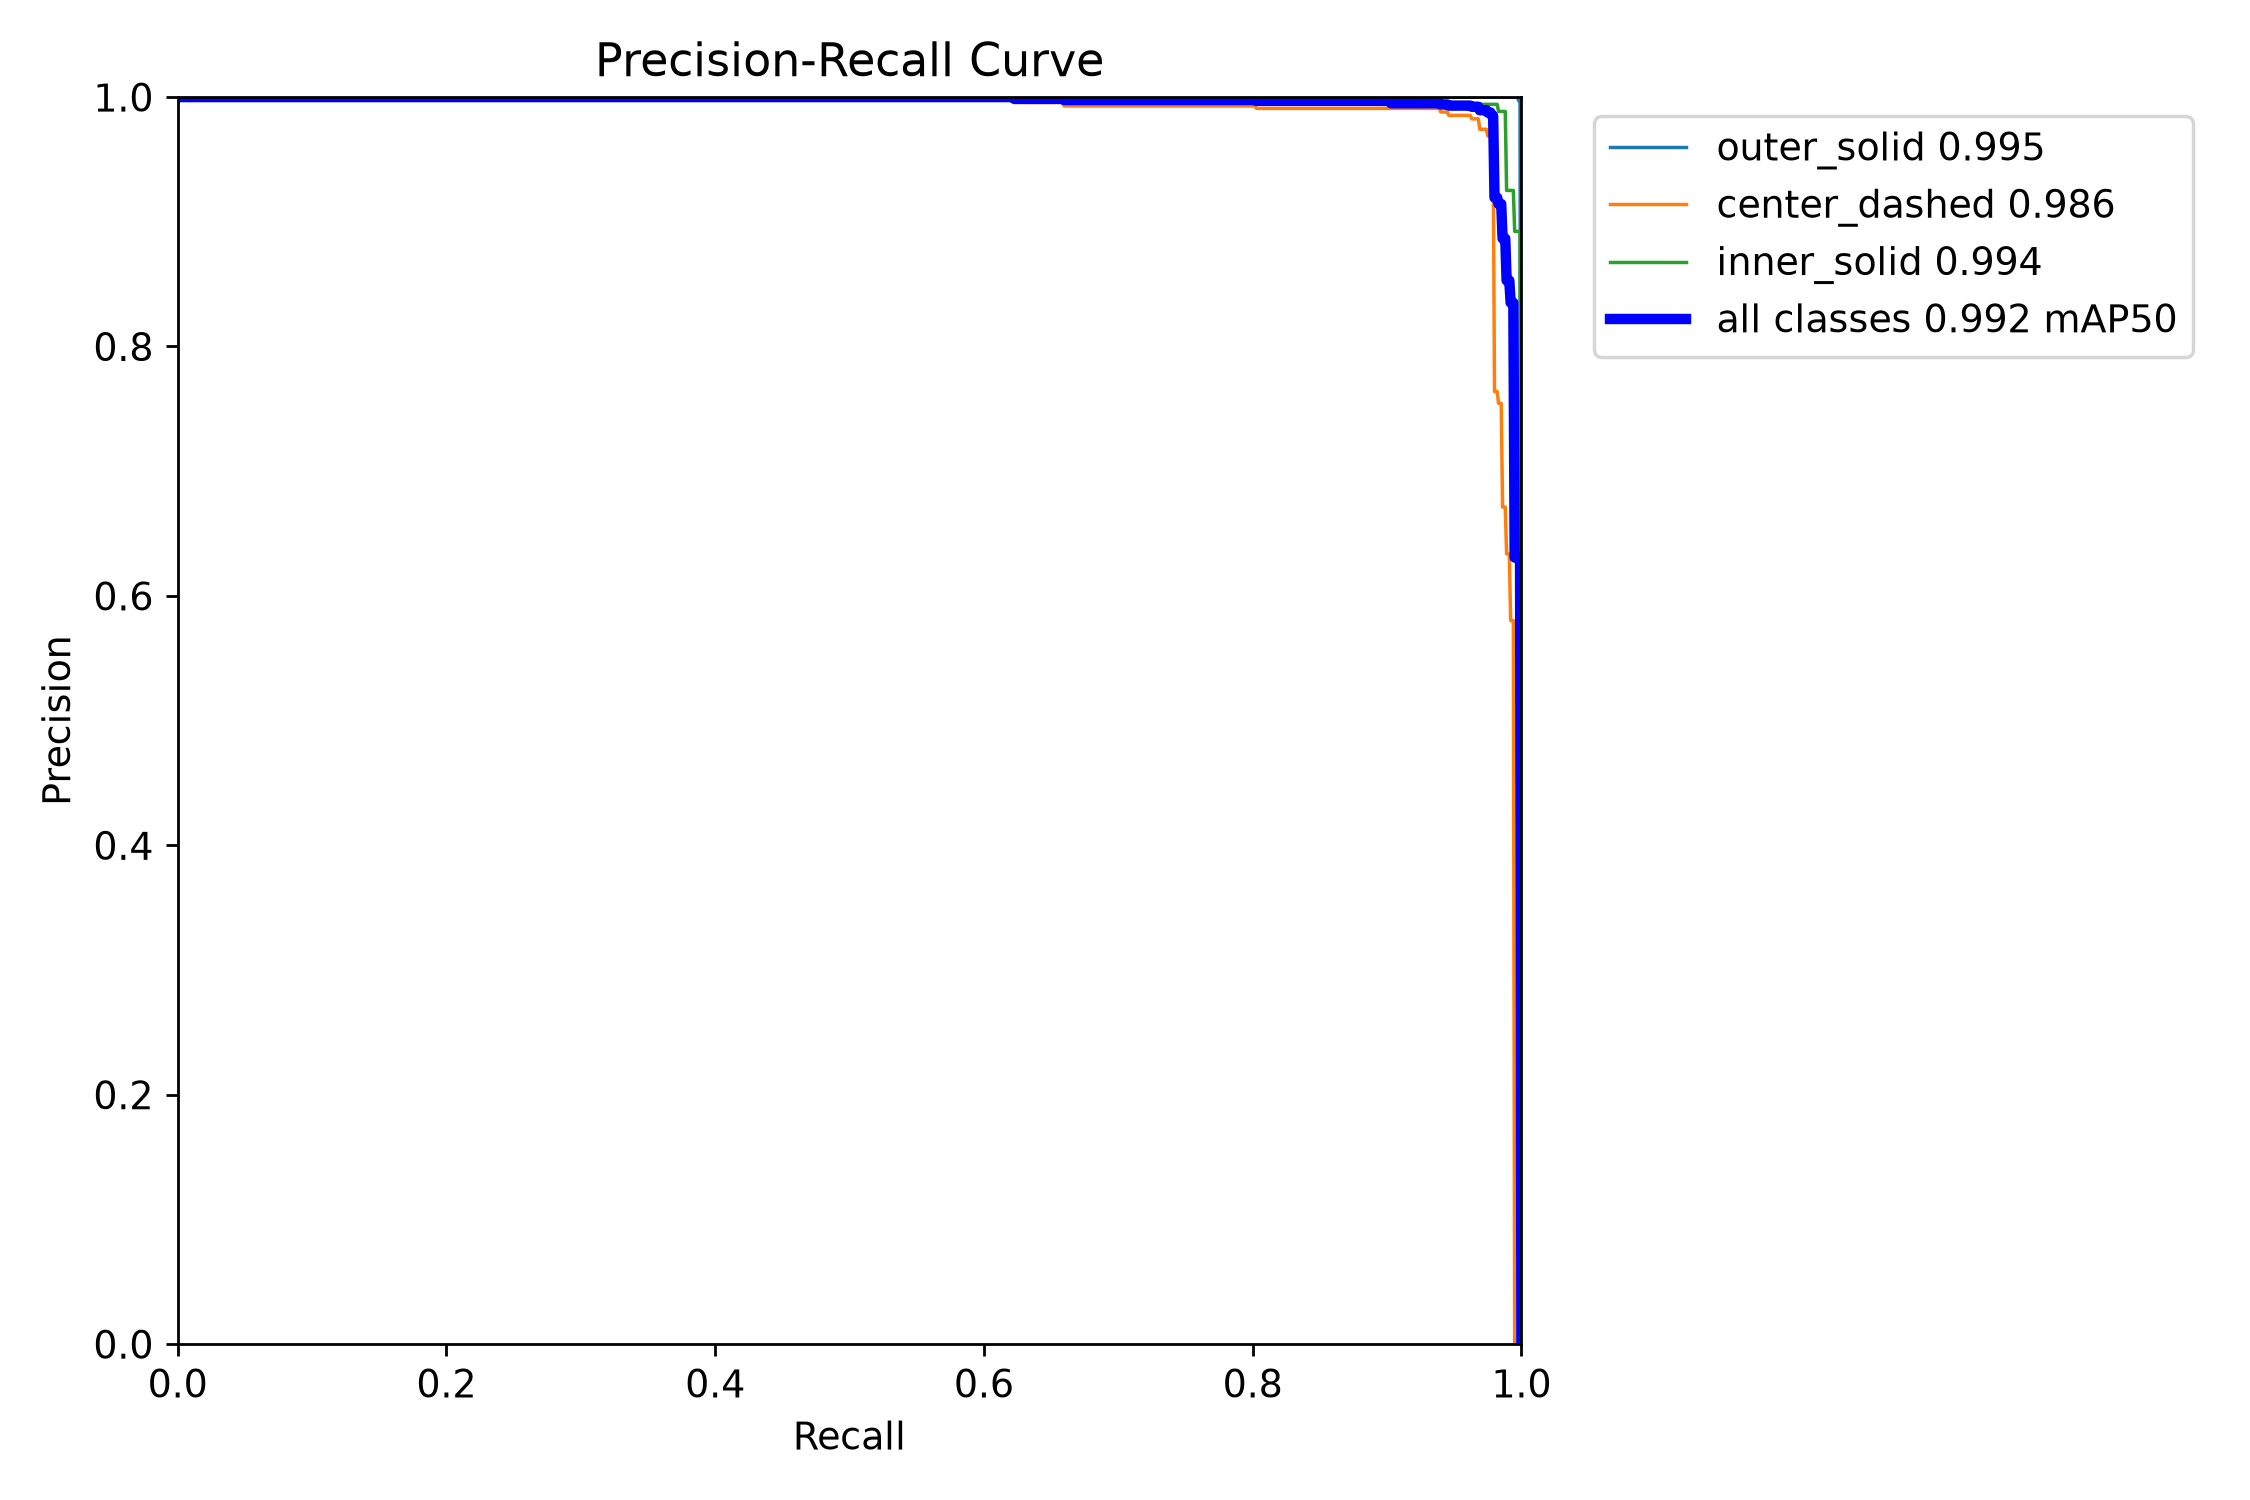 Precision-Recall Curve
1.0
0.8
0.6
0.4
0.2
0.0
Precision
0.0 0.2 0.4 0.6 0.8 1.0
Recall
outer_solid 0.995
center_dashed 0.986
inner_solid 0.994
all classes 0.992 mAP50